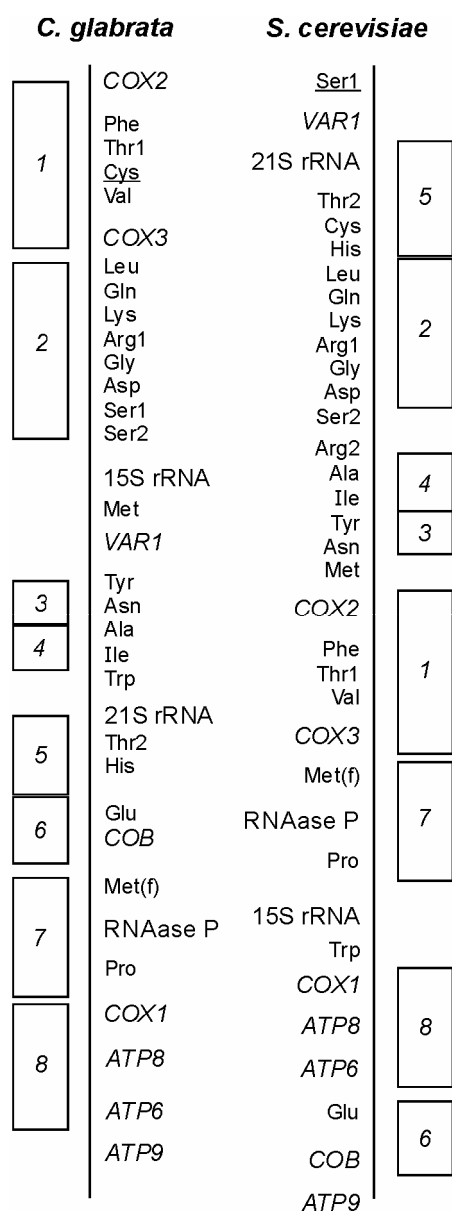 C. glabrata
S. cerevisiae
1
2
3
4
5
6
7
8
COX2
Phe
Thr1
Cys
Val
COX3
Leu
Gln
Lys
Arg1
Gly
Asp
Ser1
Ser2
15S rRNA
Met
VAR1
Tyr
Asn
Ala
Ile
Trp
21S rRNA
Thr2
His
Glu
COB
Met(f)
RNAase P
Pro
COX1
ATP8
ATP6
ATP9
Ser1
VAR1
21S rRNA
Thr2
Cys
His
Leu
Gln
Lys
Arg1
Gly
Asp
Ser2
Arg2
Ala
Ile
Tyr
Asn
Met
COX2
Phe
Thr1
Val
COX3
Met(f)
RNAase P
Pro
15S rRNA
Trp
COX1
ATP8
ATP6
Glu
COB
ATP9
5
2
4
3
1
7
8
6